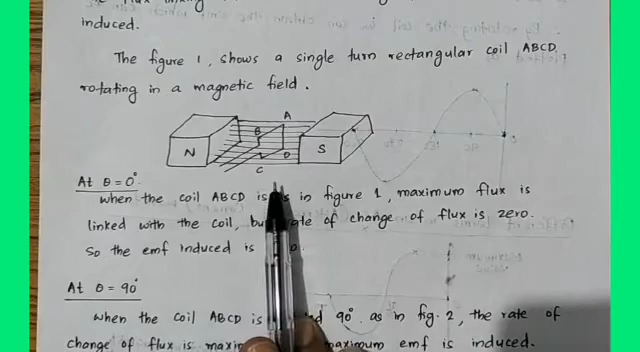 induced.
The figure 1, shows a single turn rectangular coil ABCD,
rotating in a magnetic field.
A
B
N
D
S
C
At θ = 0°
when the coil ABCD is as in figure 1, maximum flux is
linked with the coil, but rate of change of flux is zero.
So the emf induced is
At θ = 90°
when the coil ABCD is 90° as in fig. 2, the rate of
change of flux is maximum emf is induced.